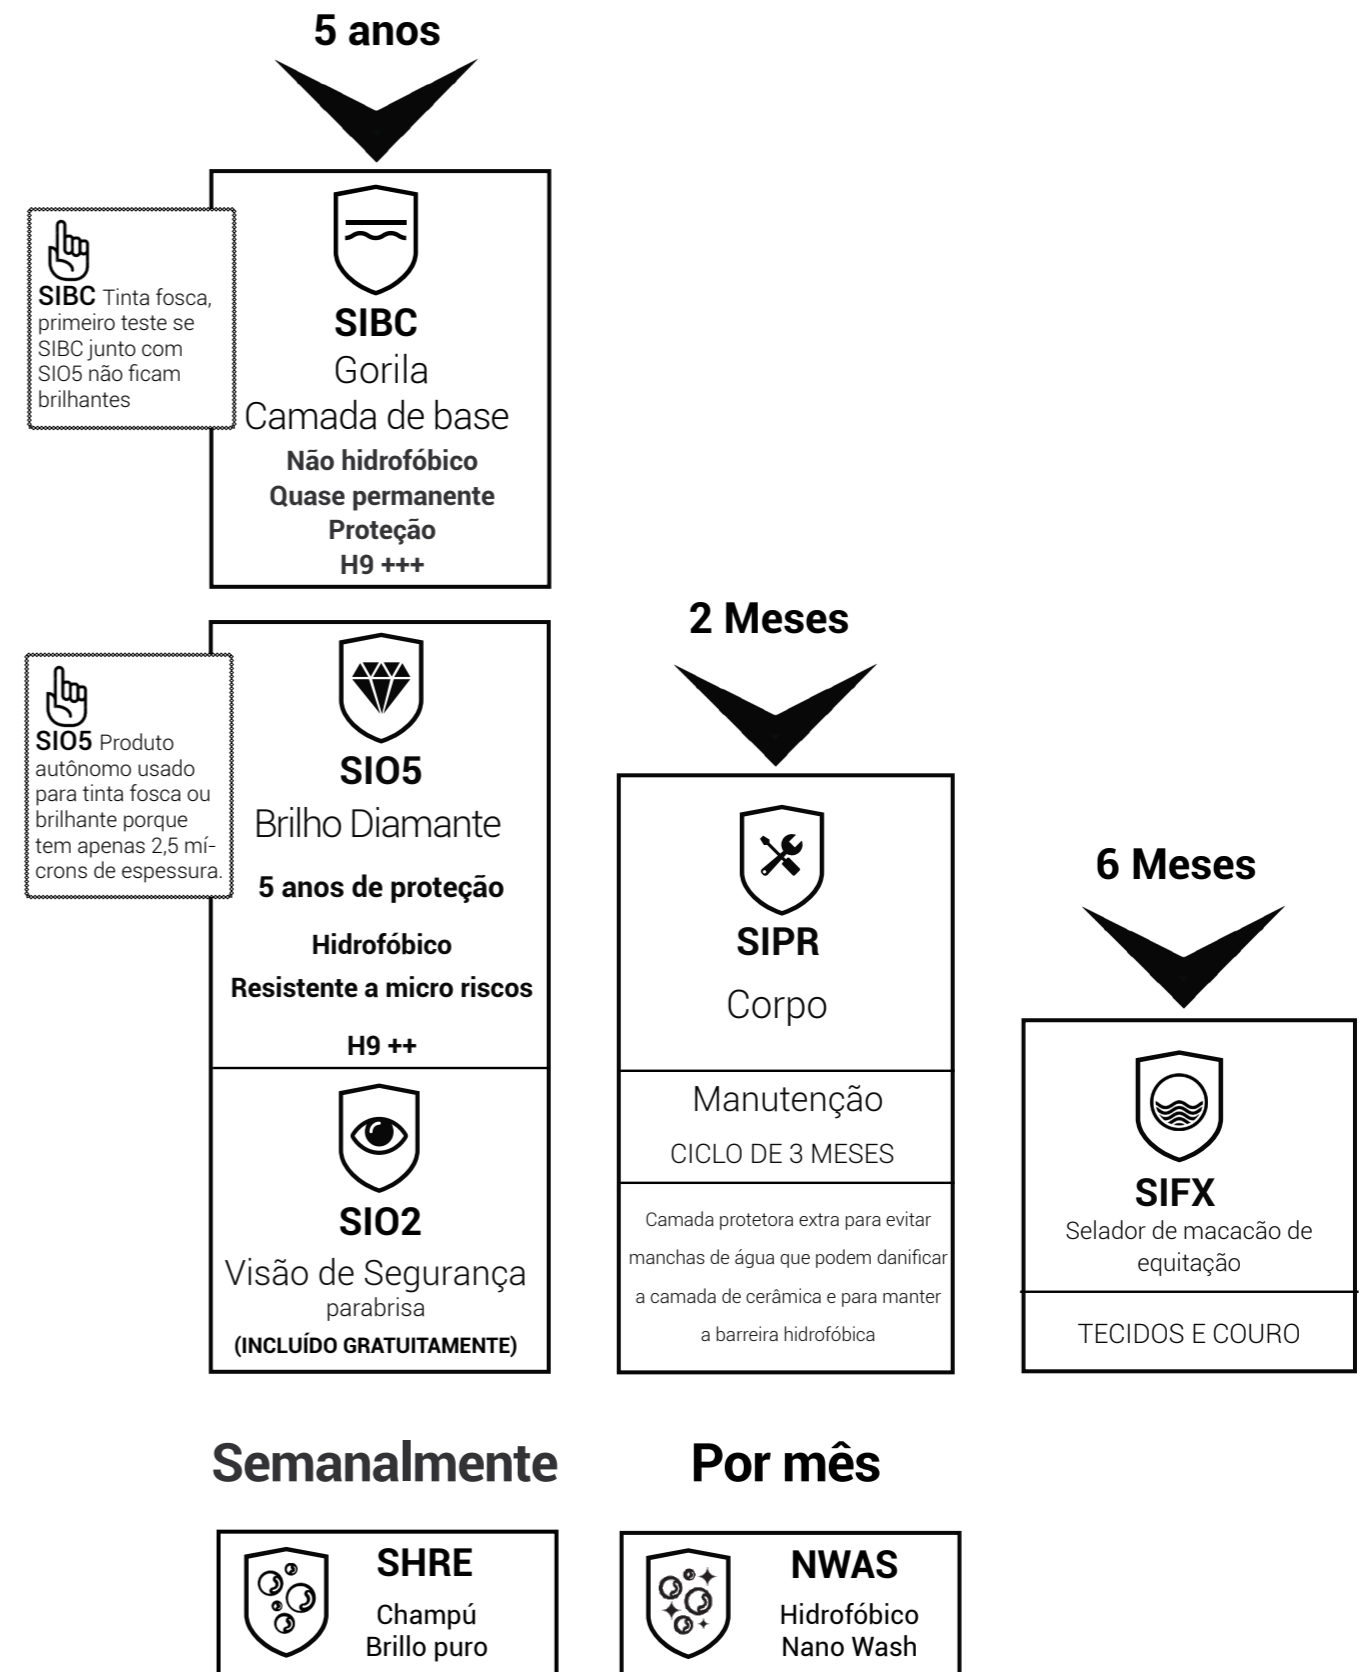 5 anos
SIBC Tinta fosca,
primeiro teste se
SIBC junto com
SIO5 não ficam
brilhantes
SIBC
Gorila
Camada de base
Não hidrofóbico
Quase permanente
Proteção
H9 +++
SIO5 Produto
autônomo usado
para tinta fosca ou
brilhante porque
tem apenas 2,5 mí-
crons de espessura.
SIO5
Brilho Diamante
5 anos de proteção
Hidrofóbico
Resistente a micro riscos
H9 ++
SIO2
Visão de Segurança
parabrisa
(INCLUÍDO GRATUITAMENTE)
2 Meses
SIPR
Corpo
Manutenção
CICLO DE 3 MESES
Camada protetora extra para evitar
manchas de água que podem danificar
a camada de cerâmica e para manter
a barreira hidrofóbica
6 Meses
SIFX
Selador de macacão de
equitação
TECIDOS E COURO
Semanalmente
SHRE
Champú
Brillo puro
Por mês
NWAS
Hidrofóbico
Nano Wash